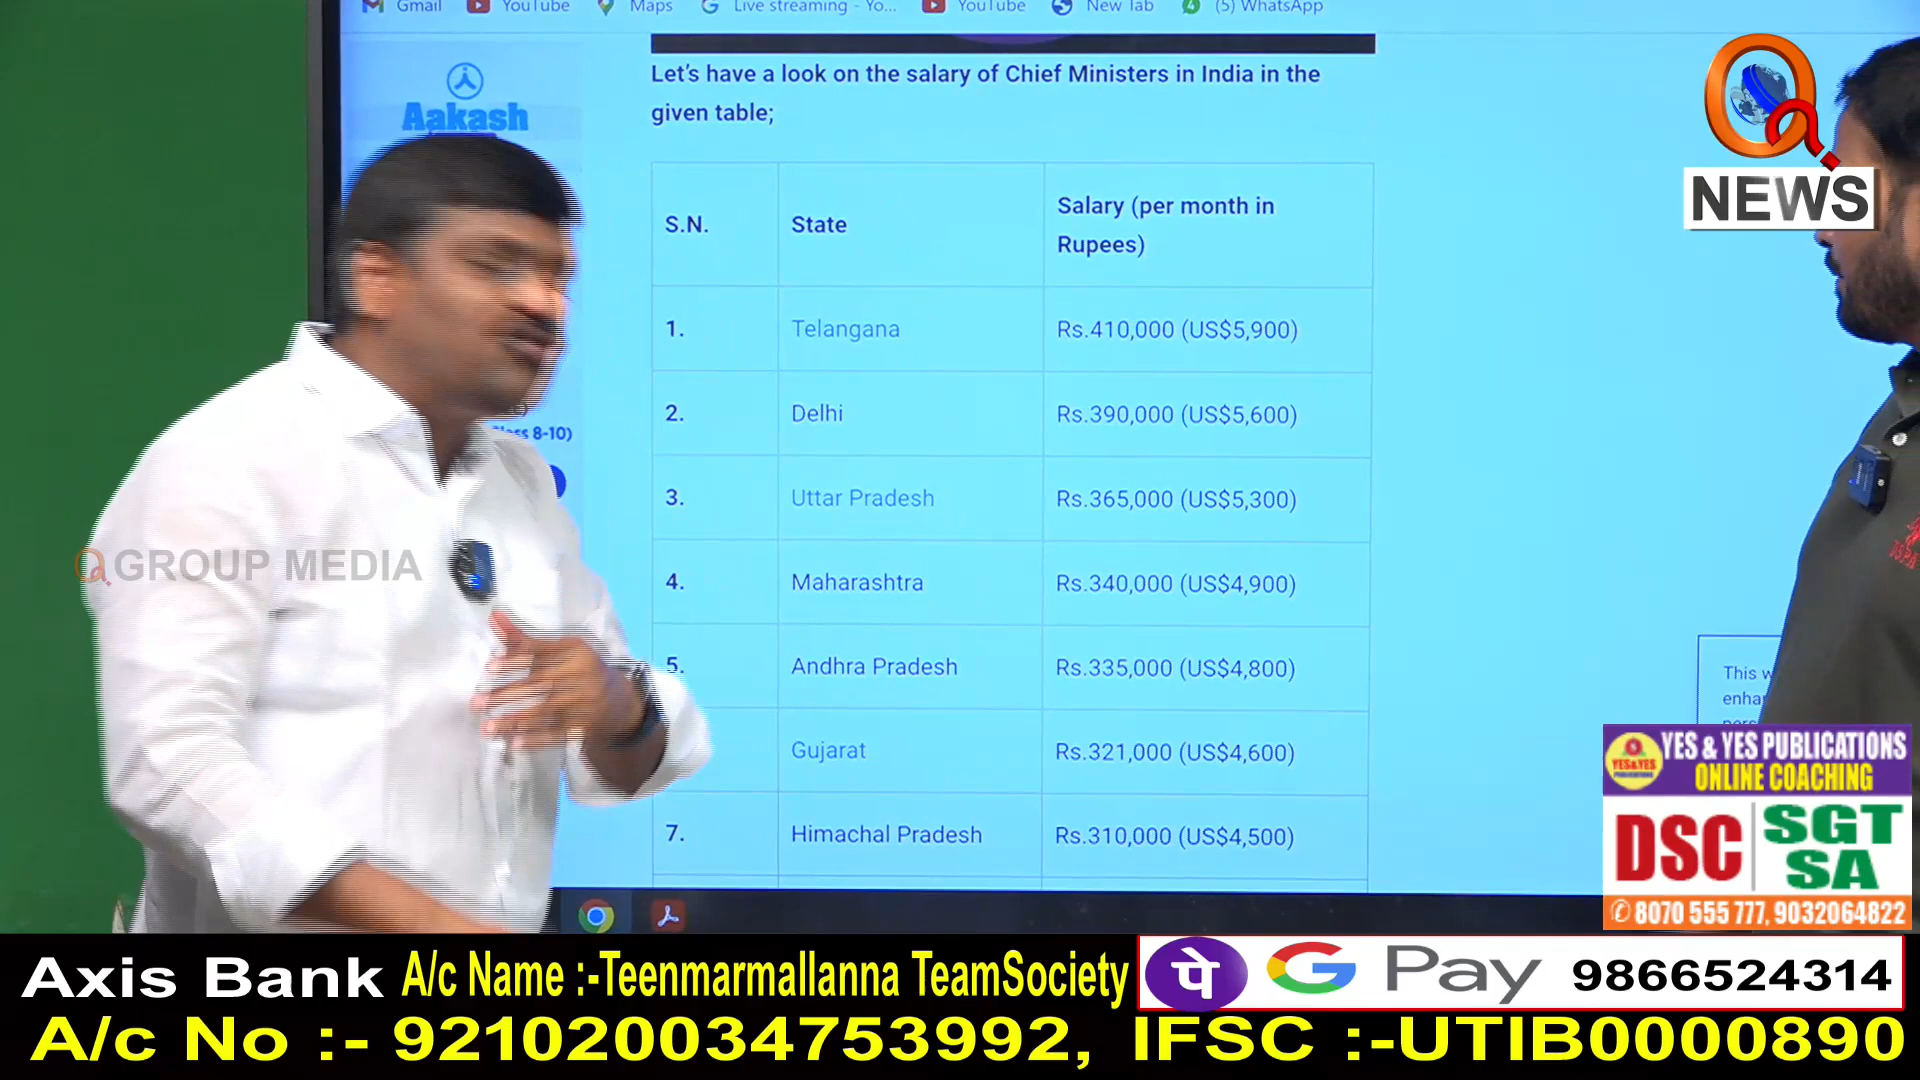 Gmail YouTube Maps Live streaming - Yo... YouTube New Tab (5) WhatsApp
Aakash
Let's have a look on the salary of Chief Ministers in India in the
given table;
S.N. State Salary (per month in
Rupees)
1. Telangana Rs.410,000 (US$5,900)
2. Delhi Rs.390,000 (US$5,600)
3. Uttar Pradesh Rs.365,000 (US$5,300)
4. Maharashtra Rs.340,000 (US$4,900)
5. Andhra Pradesh Rs.335,000 (US$4,800)
Gujarat Rs.321,000 (US$4,600)
7. Himachal Pradesh Rs.310,000 (US$4,500)
8-10)
This
Q
NEWS
Q GROUP MEDIA
YES & YES PUBLICATIONS
YES&YES
ONLINE COACHING
DSC SGT
SA
8070 555 777, 9032064822
Axis Bank A/c Name :-Teenmarmallanna TeamSociety
पे G Pay 9866524314
A/c No :- 921020034753992, IFSC :-UTIB0000890